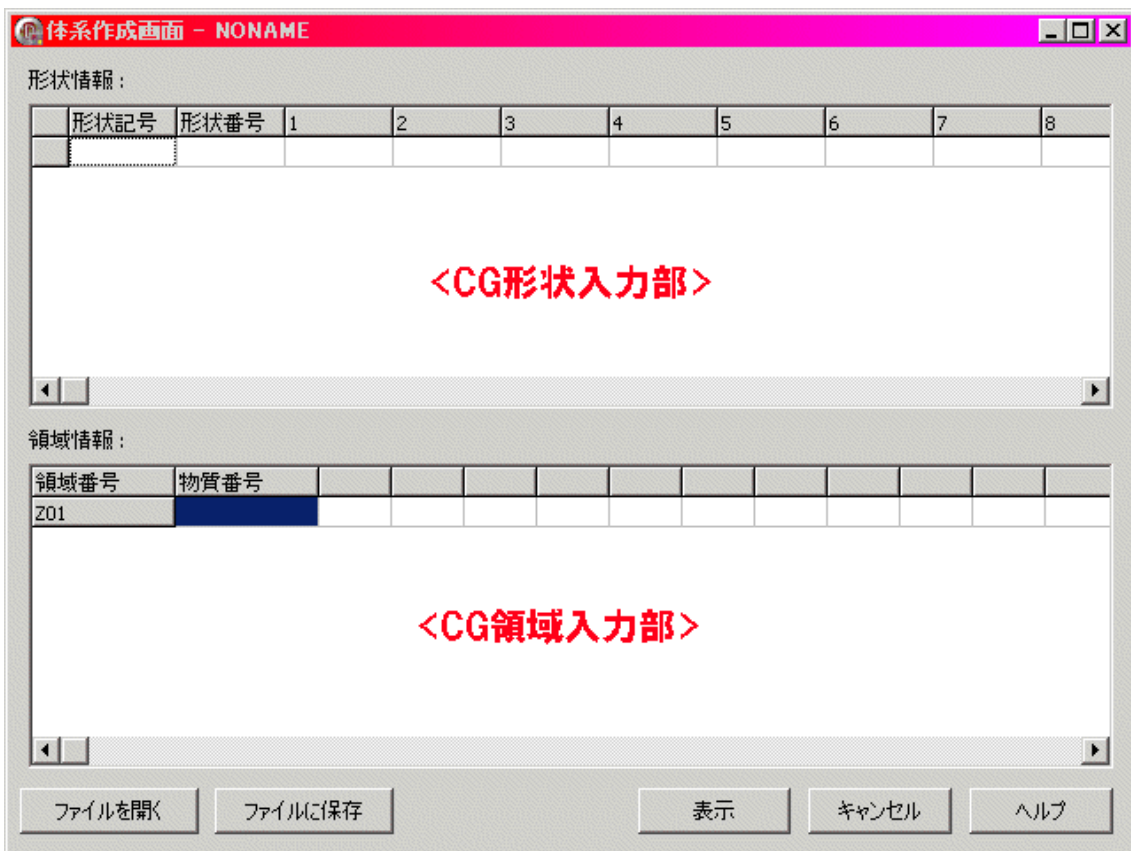 体系作成画面 - NONAME
形状情報：
形状記号 形状番号 1 2 3 4 5 6 7 8
<CG形状入力部>
領域情報：
領域番号 物質番号
Z01
<CG領域入力部>
ファイルを開く ファイルに保存 表示 キャンセル ヘルプ